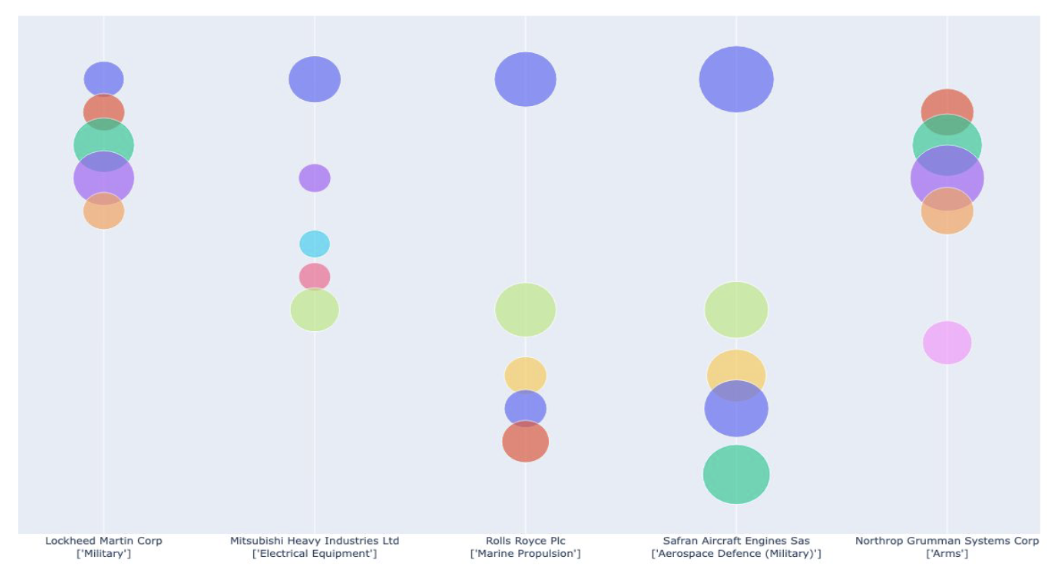 Lockheed Martin Corp
['Military']
Mitsubishi Heavy Industries Ltd
['Electrical Equipment']
Rolls Royce Plc
['Marine Propulsion']
Safran Aircraft Engines Sas
['Aerospace Defence (Military)']
Northrop Grumman Systems Corp
['Arms']